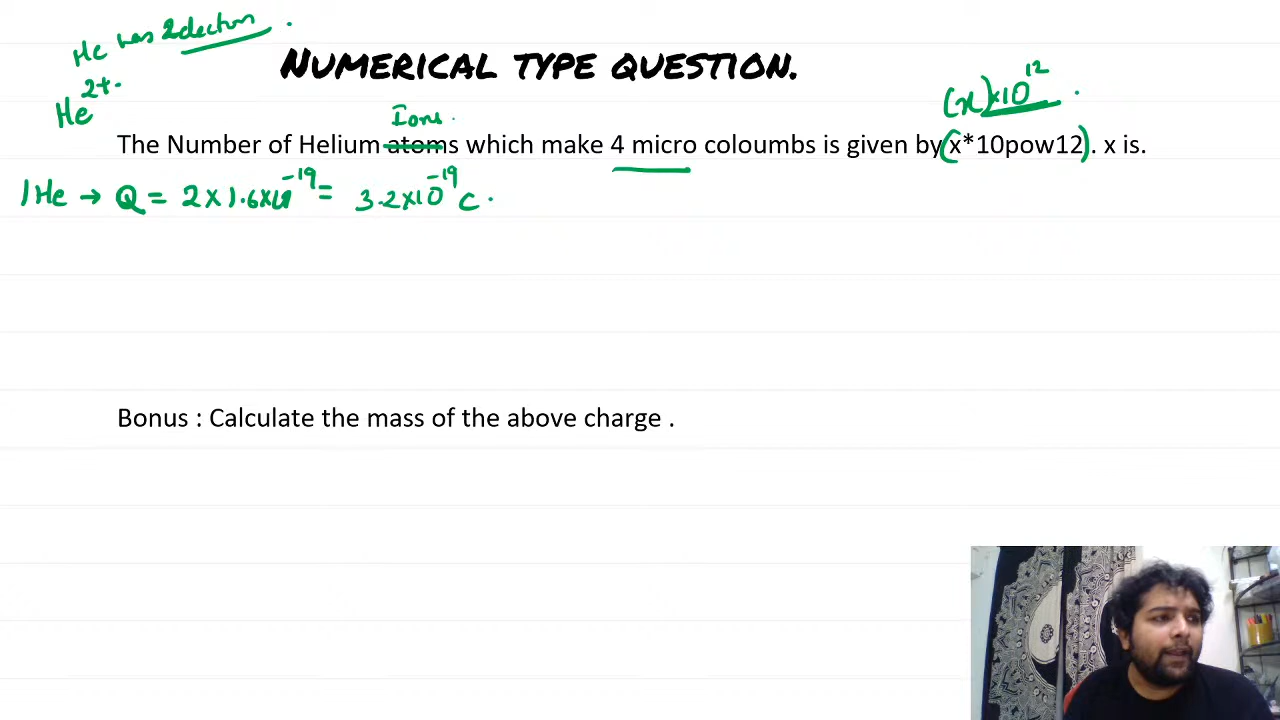 He has 2electrons .
NUMERICAL TYPE QUESTION.
He2+.
(x)×10^12 .
Ions.
The Number of Helium atoms which make 4 micro coloumbs is given by (x*10pow12). x is.
1He → Q = 2×1.6×10^-19 = 3.2×10^-19 C .
Bonus : Calculate the mass of the above charge .